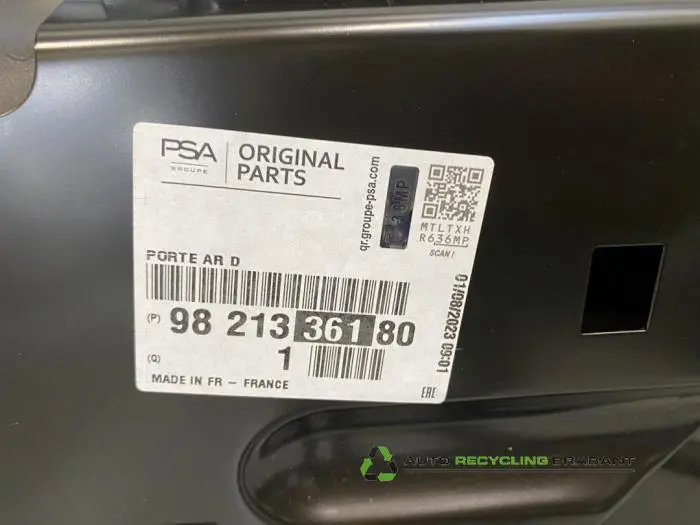 PSA
GROUPE
ORIGINAL
PARTS
qr.groupe-psa.com
MTLTXH
R636MP
SCAN!
PORTE AR D
(P) 98 213 361 80
(Q) 1
MADE IN FR - FRANCE
01/08/2023 09:01
EAC
AUTO RECYCLING BRABANT